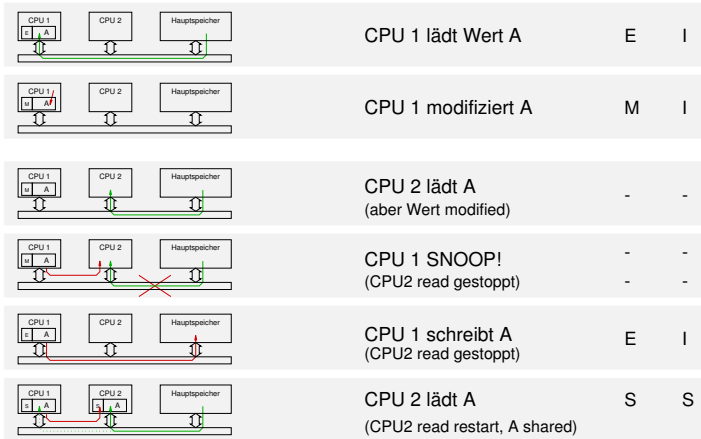 CPU 1 CPU 2 Hauptspeicher
E A
CPU 1 lädt Wert A E I
CPU 1 CPU 2 Hauptspeicher
M A
CPU 1 modifiziert A M I
CPU 1 CPU 2 Hauptspeicher
M A
CPU 2 lädt A - -
(aber Wert modified)
CPU 1 CPU 2 Hauptspeicher
M A
CPU 1 SNOOP! - -
(CPU2 read gestoppt) - -
CPU 1 CPU 2 Hauptspeicher
E A
CPU 1 schreibt A E I
(CPU2 read gestoppt)
CPU 1 CPU 2 Hauptspeicher
S A S A
CPU 2 lädt A S S
(CPU2 read restart, A shared)